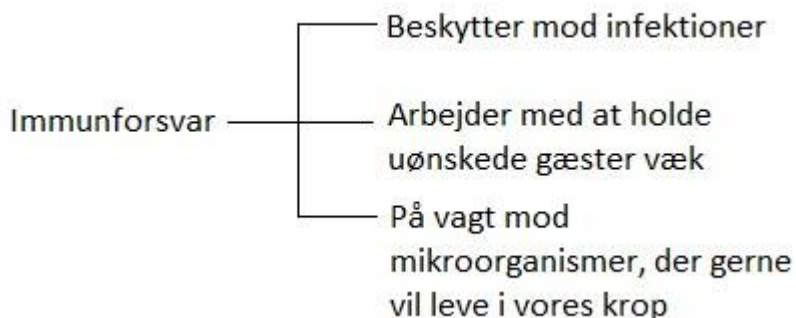 Beskytter mod infektioner
Immunforsvar
Arbejder med at holde
uønskede gæster væk
På vagt mod
mikroorganismer, der gerne
vil leve i vores krop